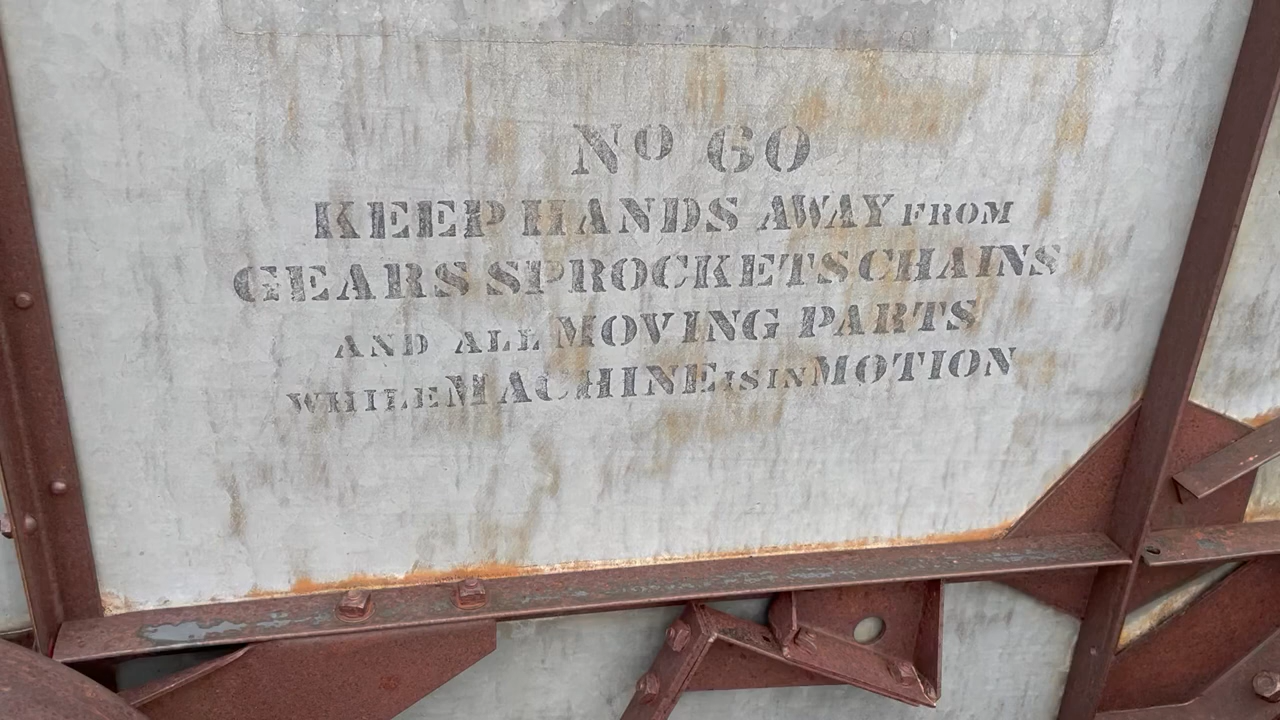 No 60
KEEP HANDS AWAY FROM
GEARS SPROCKETS CHAINS
AND ALL MOVING PARTS
WHILE MACHINE IS IN MOTION